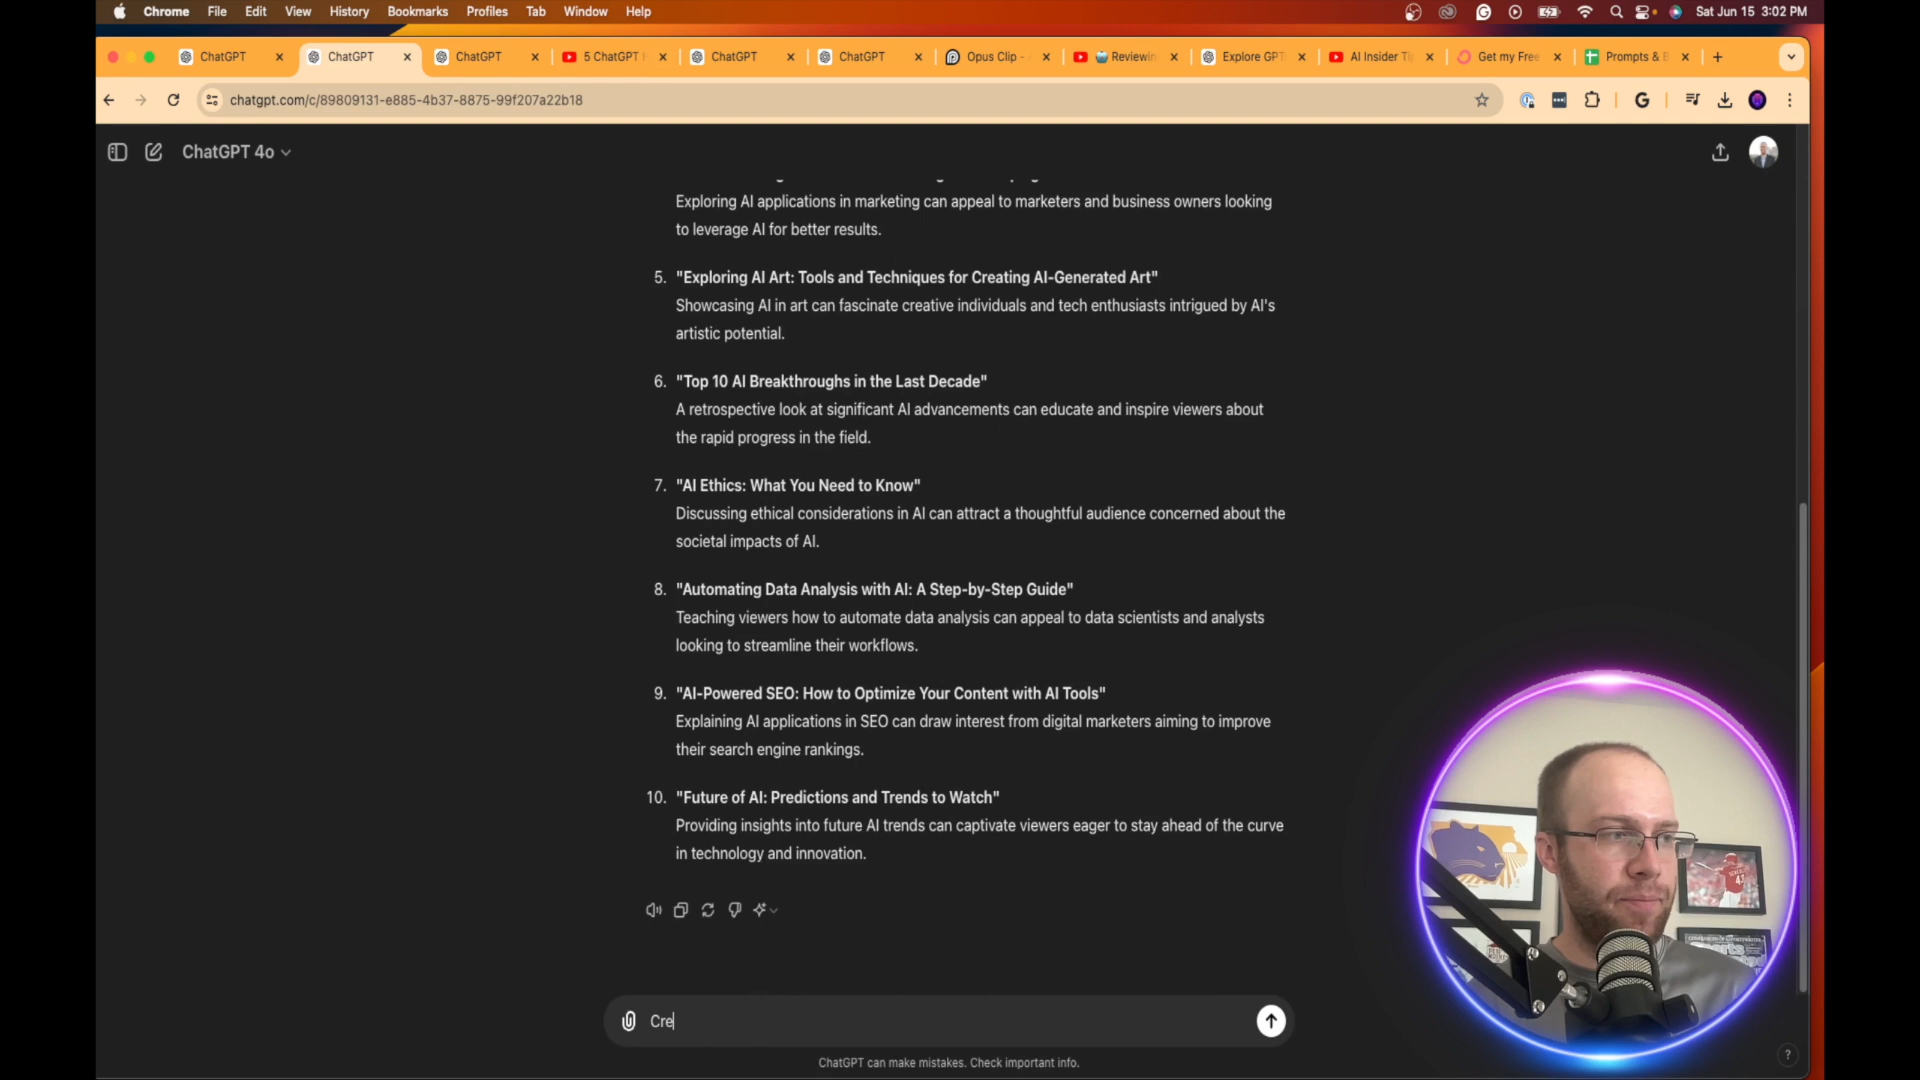 Chrome File Edit View History Bookmarks Profiles Tab Window Help Sat Jun 15 3:02 PM
ChatGPT ChatGPT ChatGPT 5 ChatGPT ChatGPT ChatGPT Opus Clip - Reviewin Explore GPT AI Insider Ti Get my Free Prompts & B
chatgpt.com/c/89809131-e885-4b37-8875-99f207a22b18
ChatGPT 4o
Exploring AI applications in marketing can appeal to marketers and business owners looking
to leverage AI for better results.
5. "Exploring AI Art: Tools and Techniques for Creating AI-Generated Art"
Showcasing AI in art can fascinate creative individuals and tech enthusiasts intrigued by AI's
artistic potential.
6. "Top 10 AI Breakthroughs in the Last Decade"
A retrospective look at significant AI advancements can educate and inspire viewers about
the rapid progress in the field.
7. "AI Ethics: What You Need to Know"
Discussing ethical considerations in AI can attract a thoughtful audience concerned about the
societal impacts of AI.
8. "Automating Data Analysis with AI: A Step-by-Step Guide"
Teaching viewers how to automate data analysis can appeal to data scientists and analysts
looking to streamline their workflows.
9. "AI-Powered SEO: How to Optimize Your Content with AI Tools"
Explaining AI applications in SEO can draw interest from digital marketers aiming to improve
their search engine rankings.
10. "Future of AI: Predictions and Trends to Watch"
Providing insights into future AI trends can captivate viewers eager to stay ahead of the curve
in technology and innovation.
Cre
ChatGPT can make mistakes. Check important info.
?